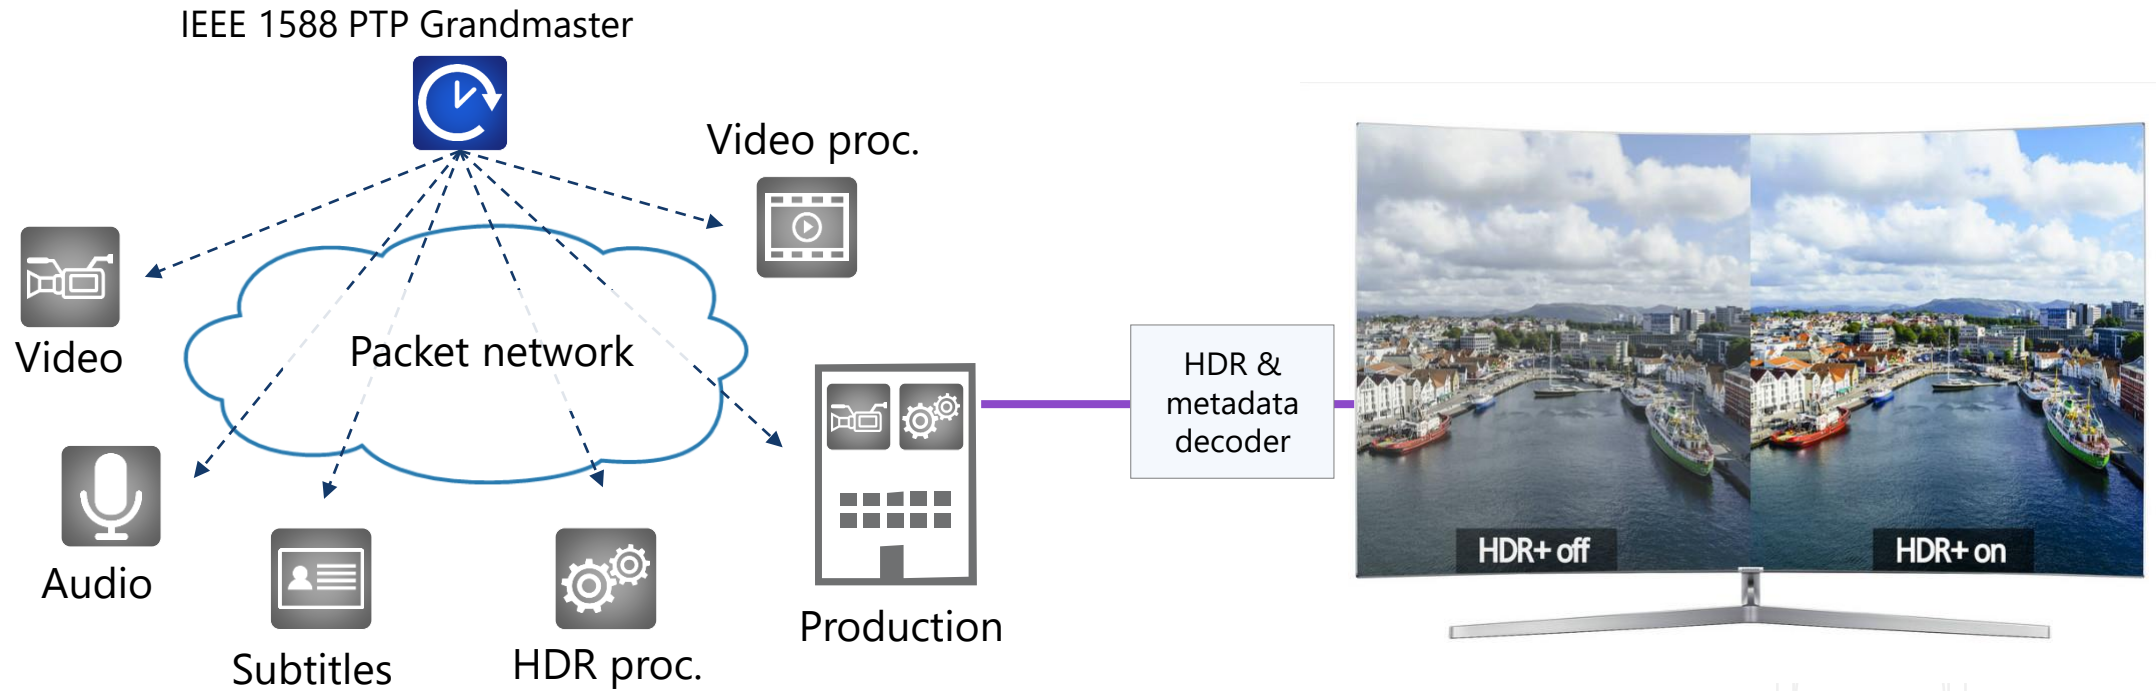 IEEE 1588 PTP Grandmaster
Video proc.
Video
Packet network
HDR &
metadata
decoder
HDR+ off
HDR+ on
Audio
Subtitles
HDR proc.
Production